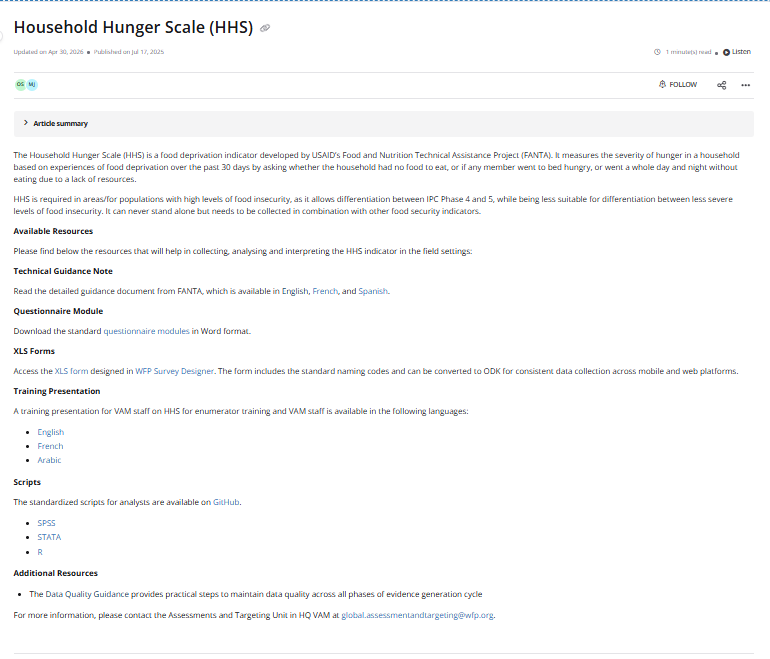 Household Hunger Scale (HHS)
Updated on Apr 30, 2026 • Published on Jul 17, 2025
1 minute(s) read • Listen
OS MJ
FOLLOW
Article summary
The Household Hunger Scale (HHS) is a food deprivation indicator developed by USAID's Food and Nutrition Technical Assistance Project (FANTA). It measures the severity of hunger in a household
based on experiences of food deprivation over the past 30 days by asking whether the household had no food to eat, or if any member went to bed hungry, or went a whole day and night without
eating due to a lack of resources.
HHS is required in areas/for populations with high levels of food insecurity, as it allows differentiation between IPC Phase 4 and 5, while being less suitable for differentiation between less severe
levels of food insecurity. It can never stand alone but needs to be collected in combination with other food security indicators.
Available Resources
Please find below the resources that will help in collecting, analysing and interpreting the HHS indicator in the field settings:
Technical Guidance Note
Read the detailed guidance document from FANTA, which is available in English, French, and Spanish.
Questionnaire Module
Download the standard questionnaire modules in Word format.
XLS Forms
Access the XLS form designed in WFP Survey Designer. The form includes the standard naming codes and can be converted to ODK for consistent data collection across mobile and web platforms.
Training Presentation
A training presentation for VAM staff on HHS for enumerator training and VAM staff is available in the following languages:
• English
• French
• Arabic
Scripts
The standardized scripts for analysts are available on GitHub.
• SPSS
• STATA
• R
Additional Resources
• The Data Quality Guidance provides practical steps to maintain data quality across all phases of evidence generation cycle
For more information, please contact the Assessments and Targeting Unit in HQ VAM at global.assessmentandtargeting@wfp.org.